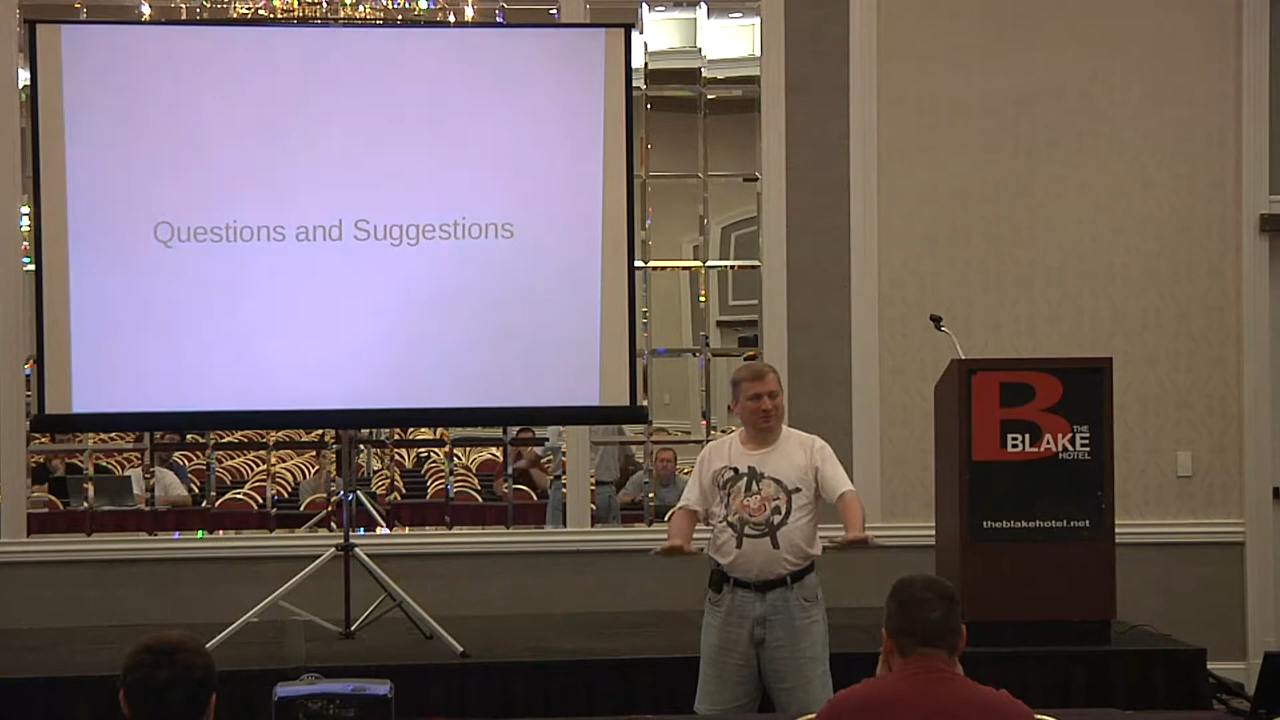 Questions and Suggestions
B
THE
BLAKE
HOTEL
theblakehotel.net